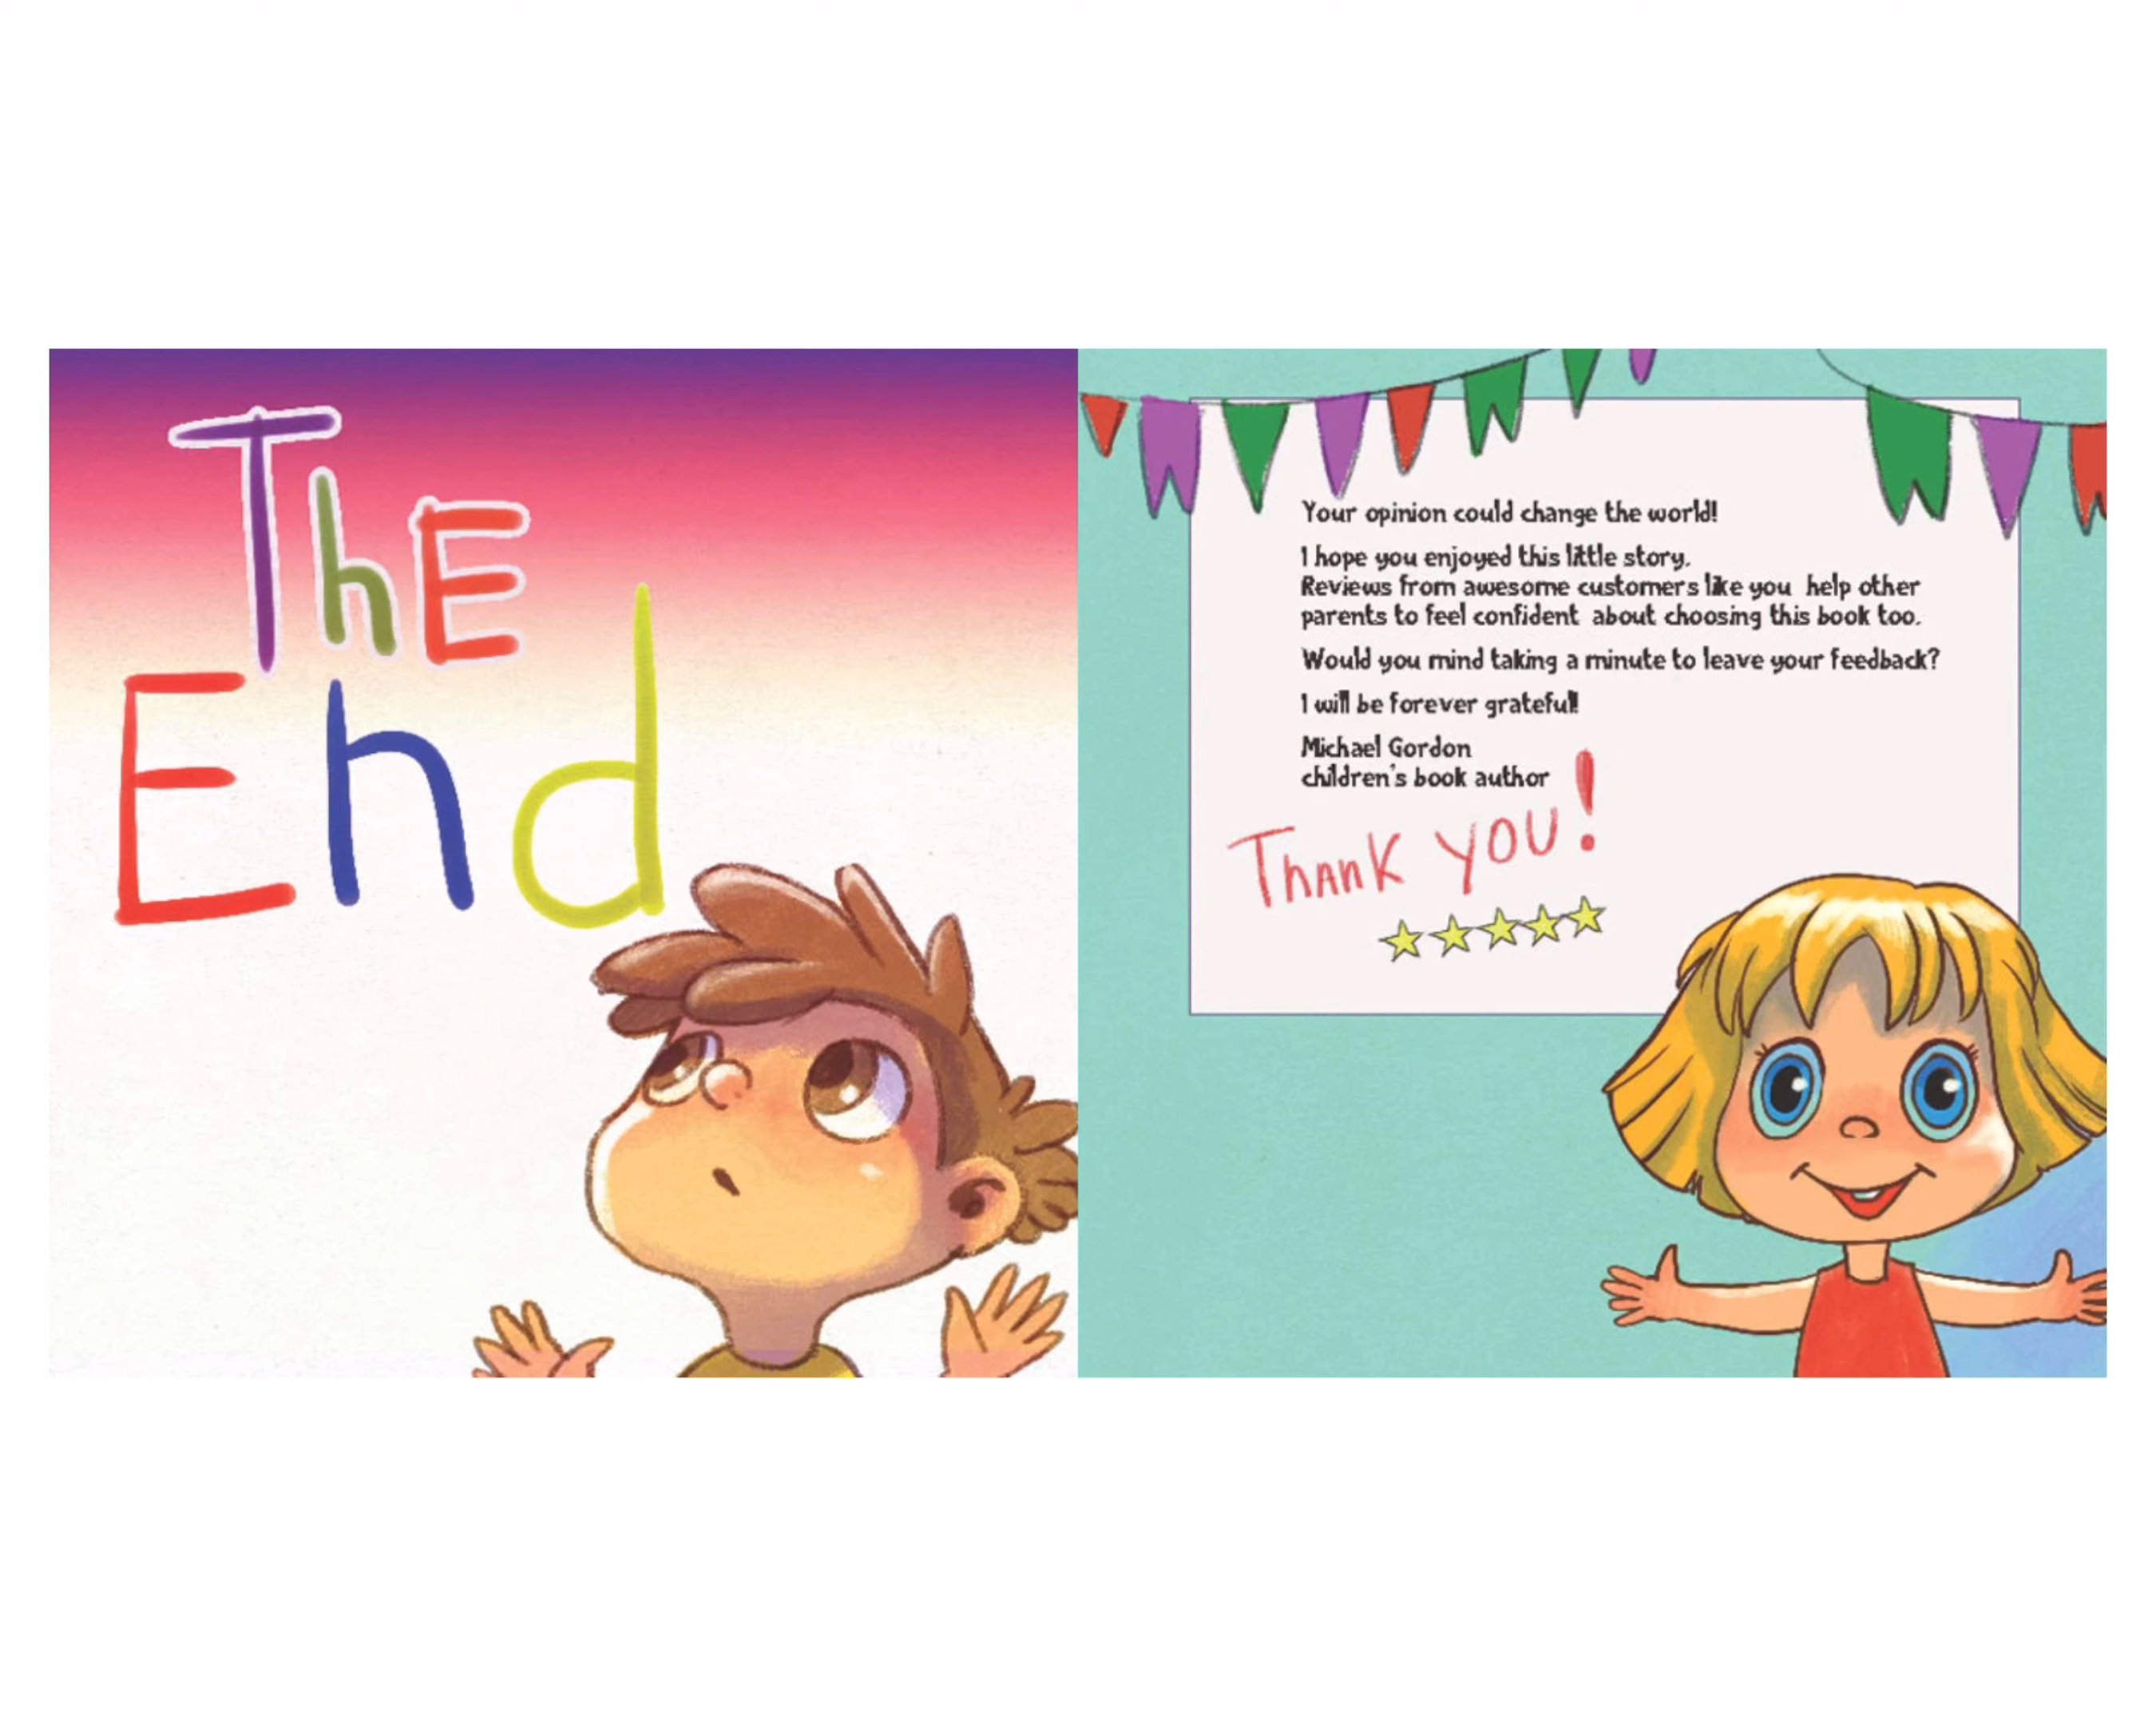 ThE
End
Your opinion could change the world!
I hope you enjoyed this little story.
Reviews from awesome customers like you help other
parents to feel confident about choosing this book too.
Would you mind taking a minute to leave your feedback?
I will be forever grateful!
Michael Gordon
children's book author
Thank you!